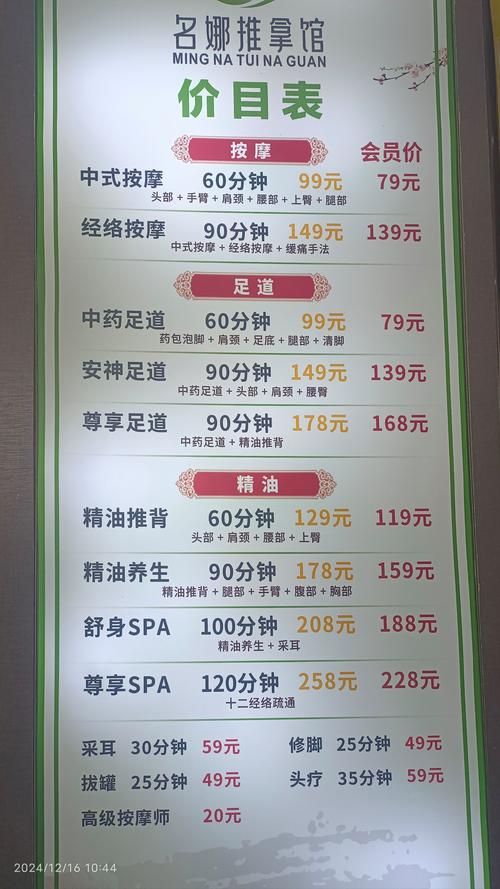 名娜推拿馆
MING NA TUI NA GUAN
价目表
按摩 会员价
中式按摩 60分钟 99元 79元
头部 + 手臂 + 肩颈 + 腰部 + 上臀 + 腿部
经络按摩 90分钟 149元 139元
中式按摩 + 经络按摩 + 缓痛手法
足道
中药足道 60分钟 99元 79元
药包泡脚 + 肩颈 + 足底 + 腿部 + 清脚
安神足道 90分钟 149元 139元
中药足道 + 头部 + 肩颈 + 腰臀
尊享足道 90分钟 178元 168元
中药足道 + 精油推背
精油
精油推背 60分钟 129元 119元
头部 + 肩颈 + 腰部 + 上臀
精油养生 90分钟 178元 159元
精油推背 + 腿部 + 手臂 + 腹部 + 胸部
舒身SPA 100分钟 208元 188元
精油养生 + 采耳
尊享SPA 120分钟 258元 228元
十二经络疏通
采耳 30分钟 59元 修脚 25分钟 49元
拔罐 25分钟 49元 头疗 35分钟 59元
高级按摩师 20元
2024/12/16 10:44